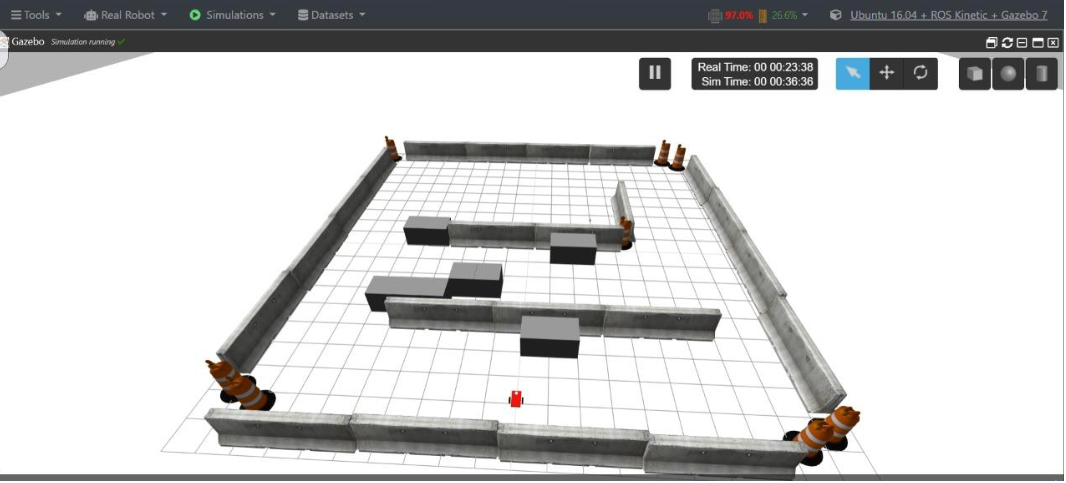 Tools Real Robot Simulations Datasets 97.0% 26.6% Ubuntu 16.04 + ROS Kinetic + Gazebo 7
Gazebo Simulation running
Real Time: 00 00:23:38
Sim Time: 00 00:36:36